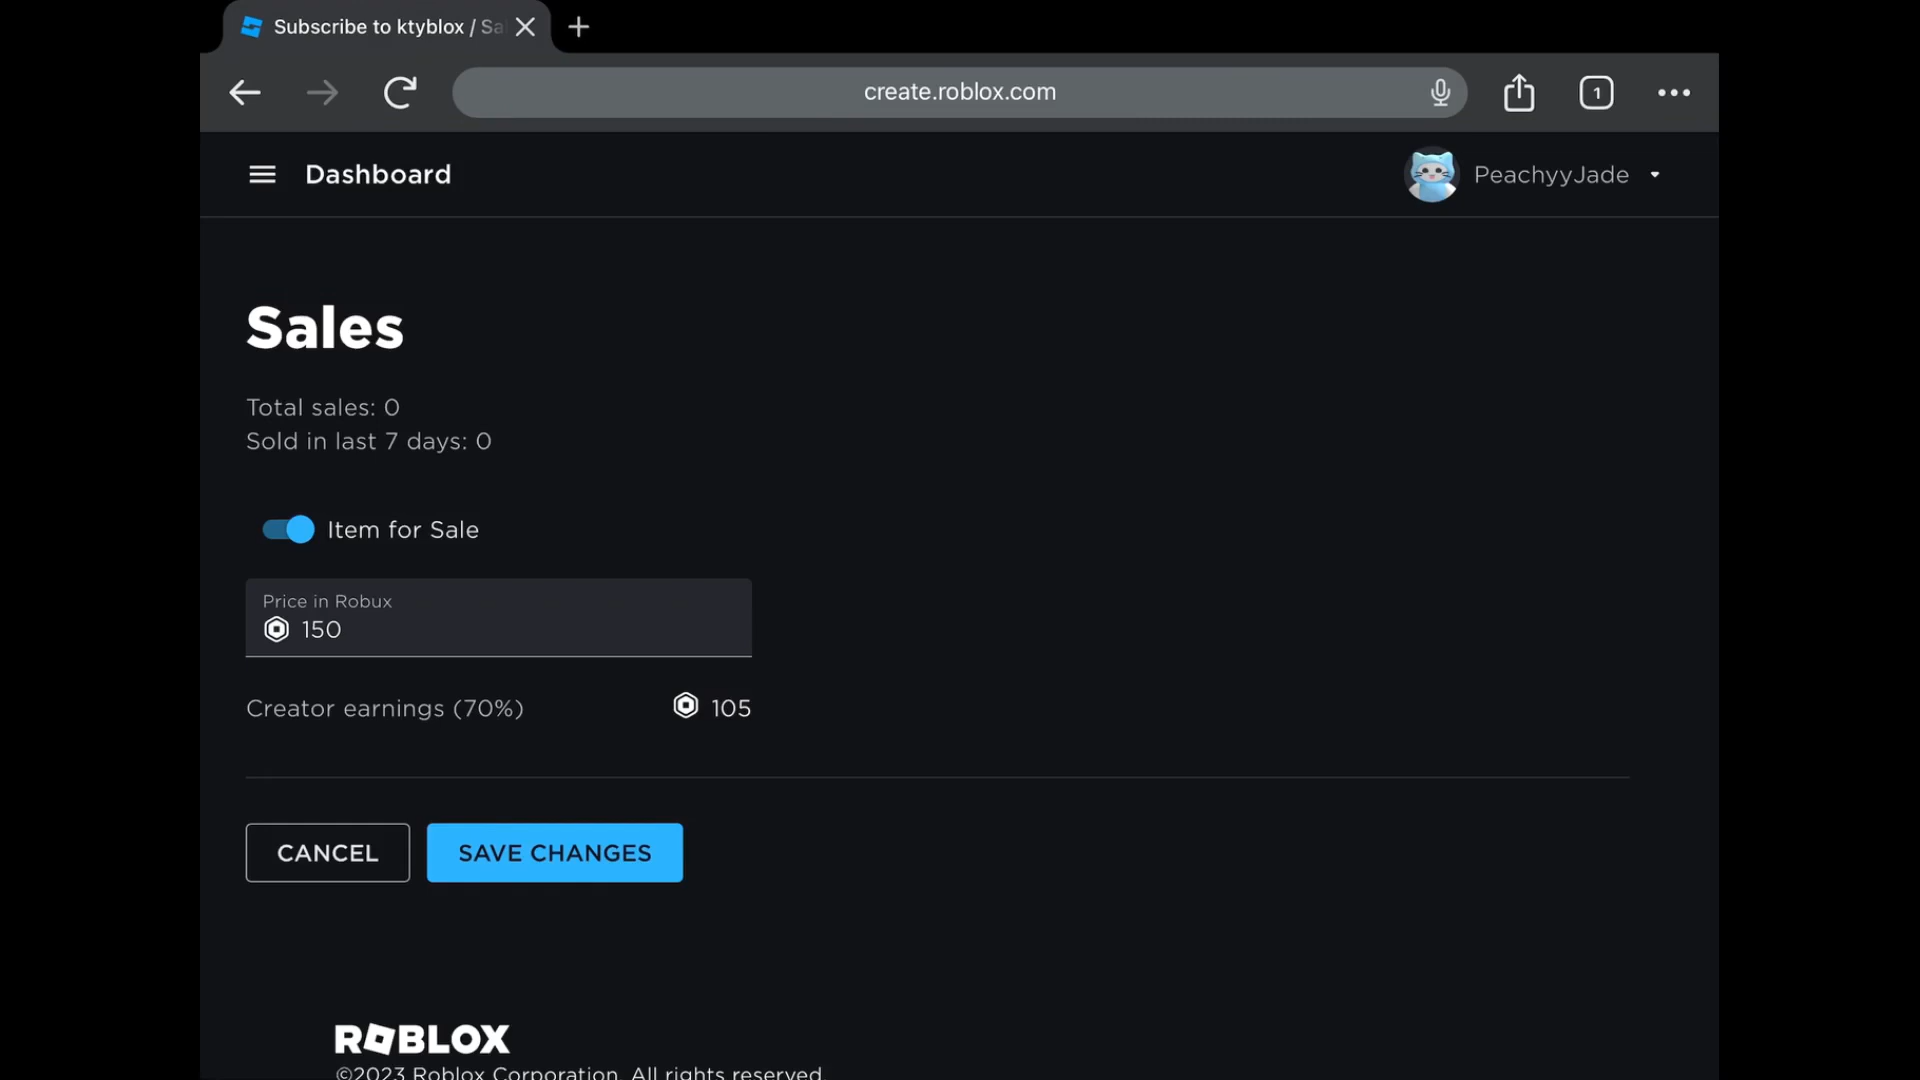 Subscribe to ktyblox / Sa
create.roblox.com
1
Dashboard
PeachyyJade
Sales
Total sales: 0
Sold in last 7 days: 0
Item for Sale
Price in Robux
150
Creator earnings (70%)
105
CANCEL
SAVE CHANGES
ROBLOX
©2023 Roblox Corporation. All rights reserved.